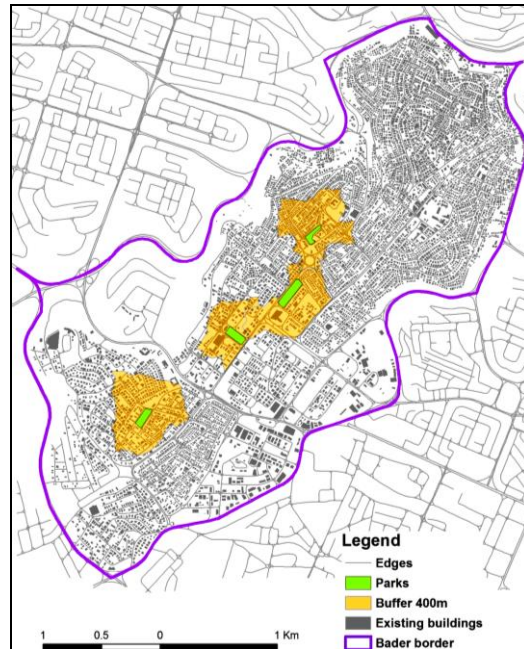 Legend
Edges
Parks
Buffer 400m
Existing buildings
Bader border
1 0.5 0 1 Km